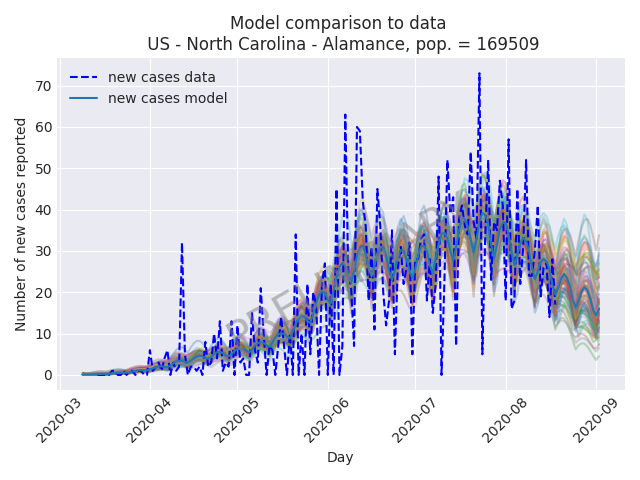 Model comparison to data
US - North Carolina - Alamance, pop. = 169509
new cases data
new cases model
Number of new cases reported
70
60
50
40
30
20
10
0
2020-03
2020-04
2020-05
2020-06
2020-07
2020-08
2020-09
Day